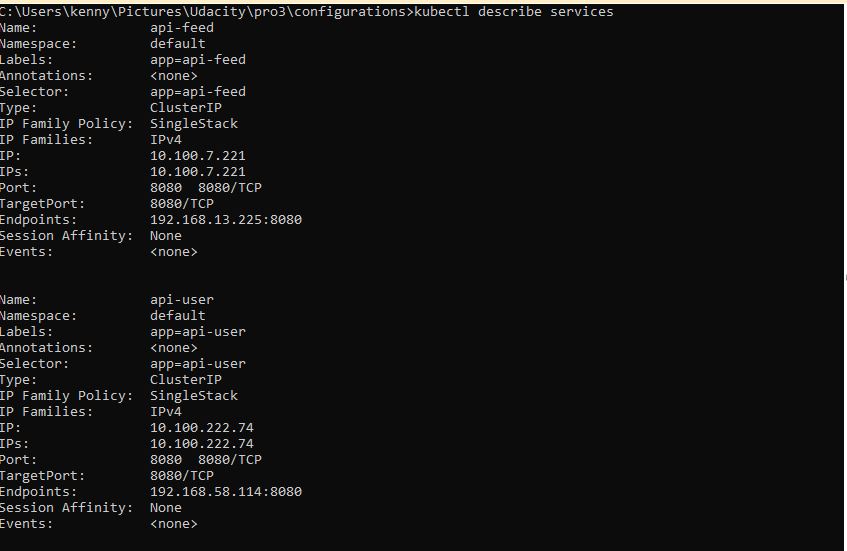 C:\Users\kenny\Pictures\Udacity\pro3\configurations>kubectl describe services
Name: api-feed
Namespace: default
Labels: app=api-feed
Annotations: <none>
Selector: app=api-feed
Type: ClusterIP
IP Family Policy: SingleStack
IP Families: IPv4
IP: 10.100.7.221
IPs: 10.100.7.221
Port: 8080 8080/TCP
TargetPort: 8080/TCP
Endpoints: 192.168.13.225:8080
Session Affinity: None
Events: <none>
Name: api-user
Namespace: default
Labels: app=api-user
Annotations: <none>
Selector: app=api-user
Type: ClusterIP
IP Family Policy: SingleStack
IP Families: IPv4
IP: 10.100.222.74
IPs: 10.100.222.74
Port: 8080 8080/TCP
TargetPort: 8080/TCP
Endpoints: 192.168.58.114:8080
Session Affinity: None
Events: <none>